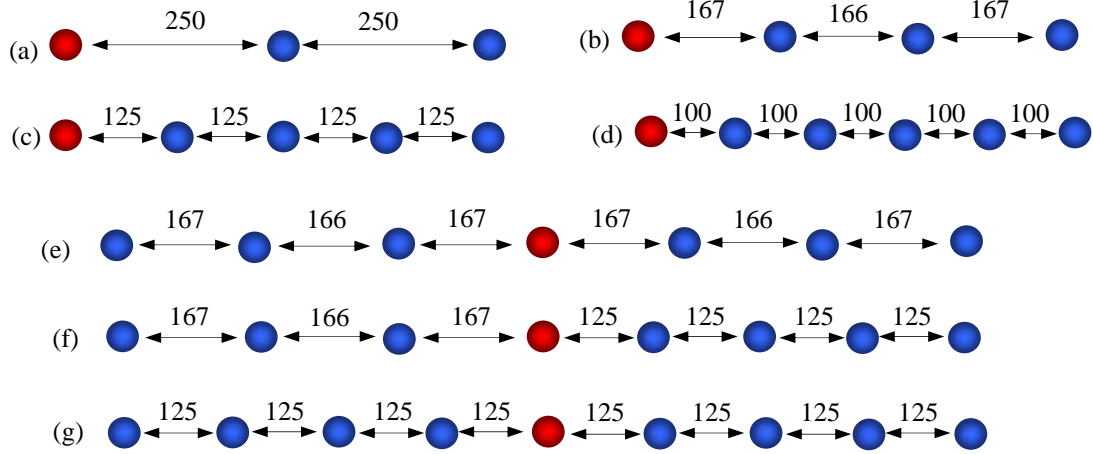 (a) 250 250
(b) 167 166 167
(c) 125 125 125 125
(d) 100 100 100 100 100
(e) 167 166 167 167 166 167
(f) 167 166 167 125 125 125 125
(g) 125 125 125 125 125 125 125 125